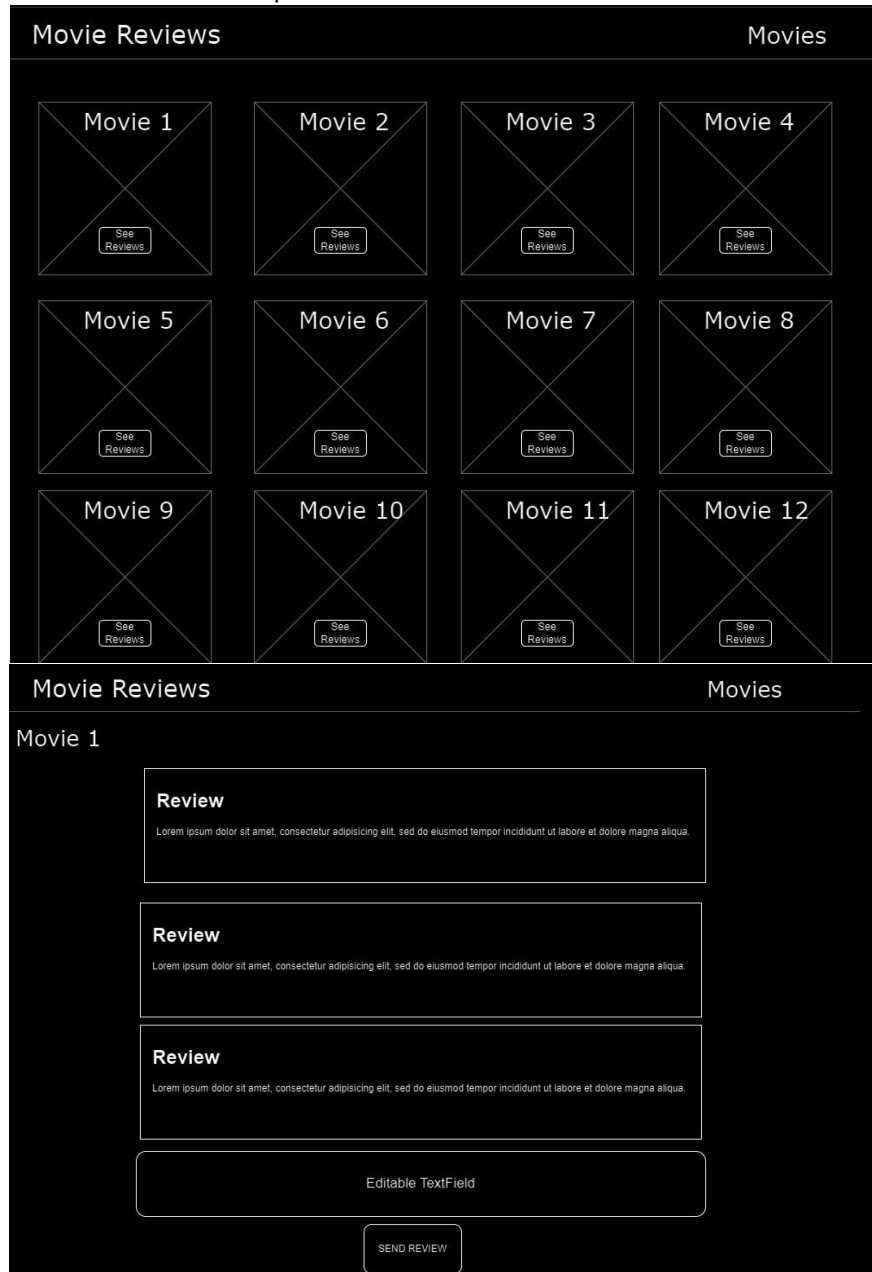 Movie Reviews
Movies
Movie 1
Movie 2
Movie 3
Movie 4
See
Reviews
See
Reviews
See
Reviews
See
Reviews
Movie 5
Movie 6
Movie 7
Movie 8
See
Reviews
See
Reviews
See
Reviews
See
Reviews
Movie 9
Movie 10
Movie 11
Movie 12
See
Reviews
See
Reviews
See
Reviews
See
Reviews
Movie Reviews
Movies
Movie 1
Review
Lorem ipsum dolor sit amet, consectetur adipisicing elit, sed do eiusmod tempor incididunt ut labore et dolore magna aliqua.
Review
Lorem ipsum dolor sit amet, consectetur adipisicing elit, sed do eiusmod tempor incididunt ut labore et dolore magna aliqua.
Review
Lorem ipsum dolor sit amet, consectetur adipisicing elit, sed do eiusmod tempor incididunt ut labore et dolore magna aliqua.
Editable TextField
SEND REVIEW